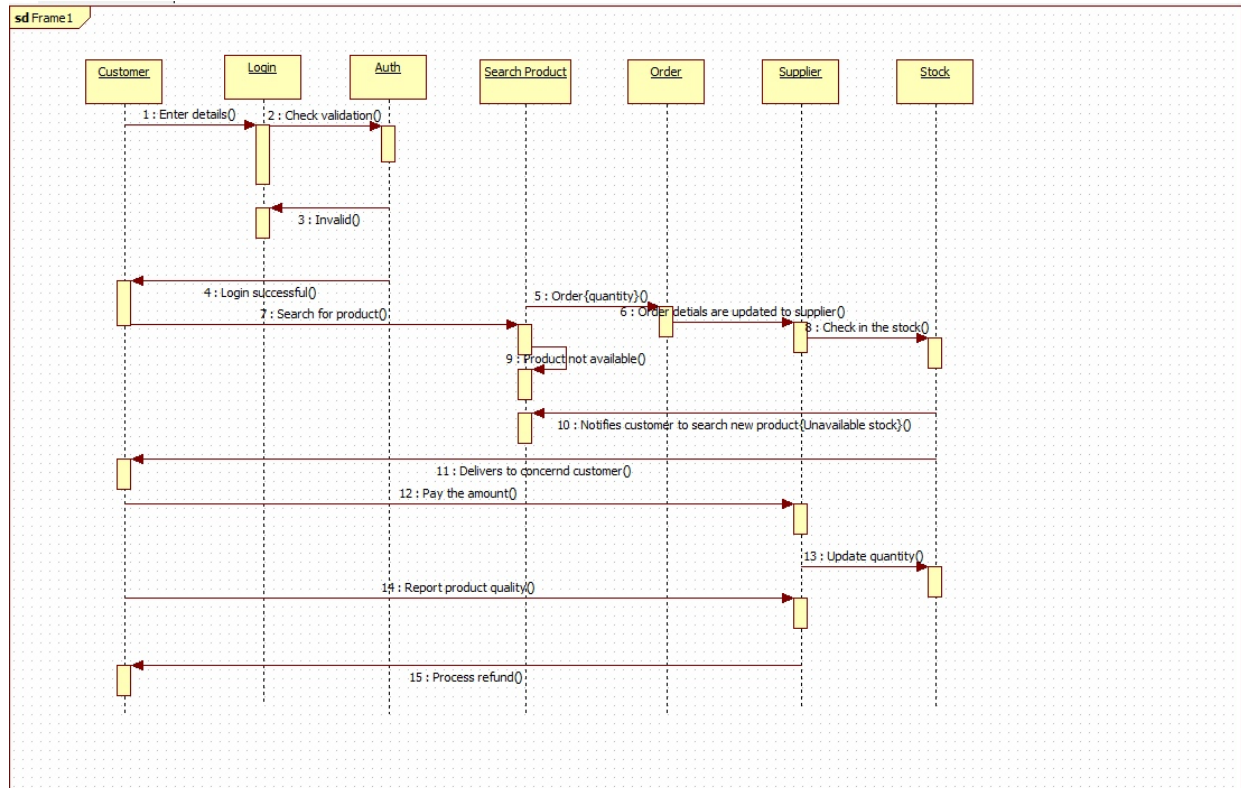 sd Frame1
Customer
Login
Auth
Search Product
Order
Supplier
Stock
1 : Enter details()
2 : Check validation()
3 : Invalid()
4 : Login successful()
5 : Order{quantity}()
6 : Order detials are updated to supplier()
7 : Search for product()
8 : Check in the stock()
9 : Product not available()
10 : Notifies customer to search new product{Unavailable stock}()
11 : Delivers to concernd customer()
12 : Pay the amount()
13 : Update quantity()
14 : Report product quality()
15 : Process refund()